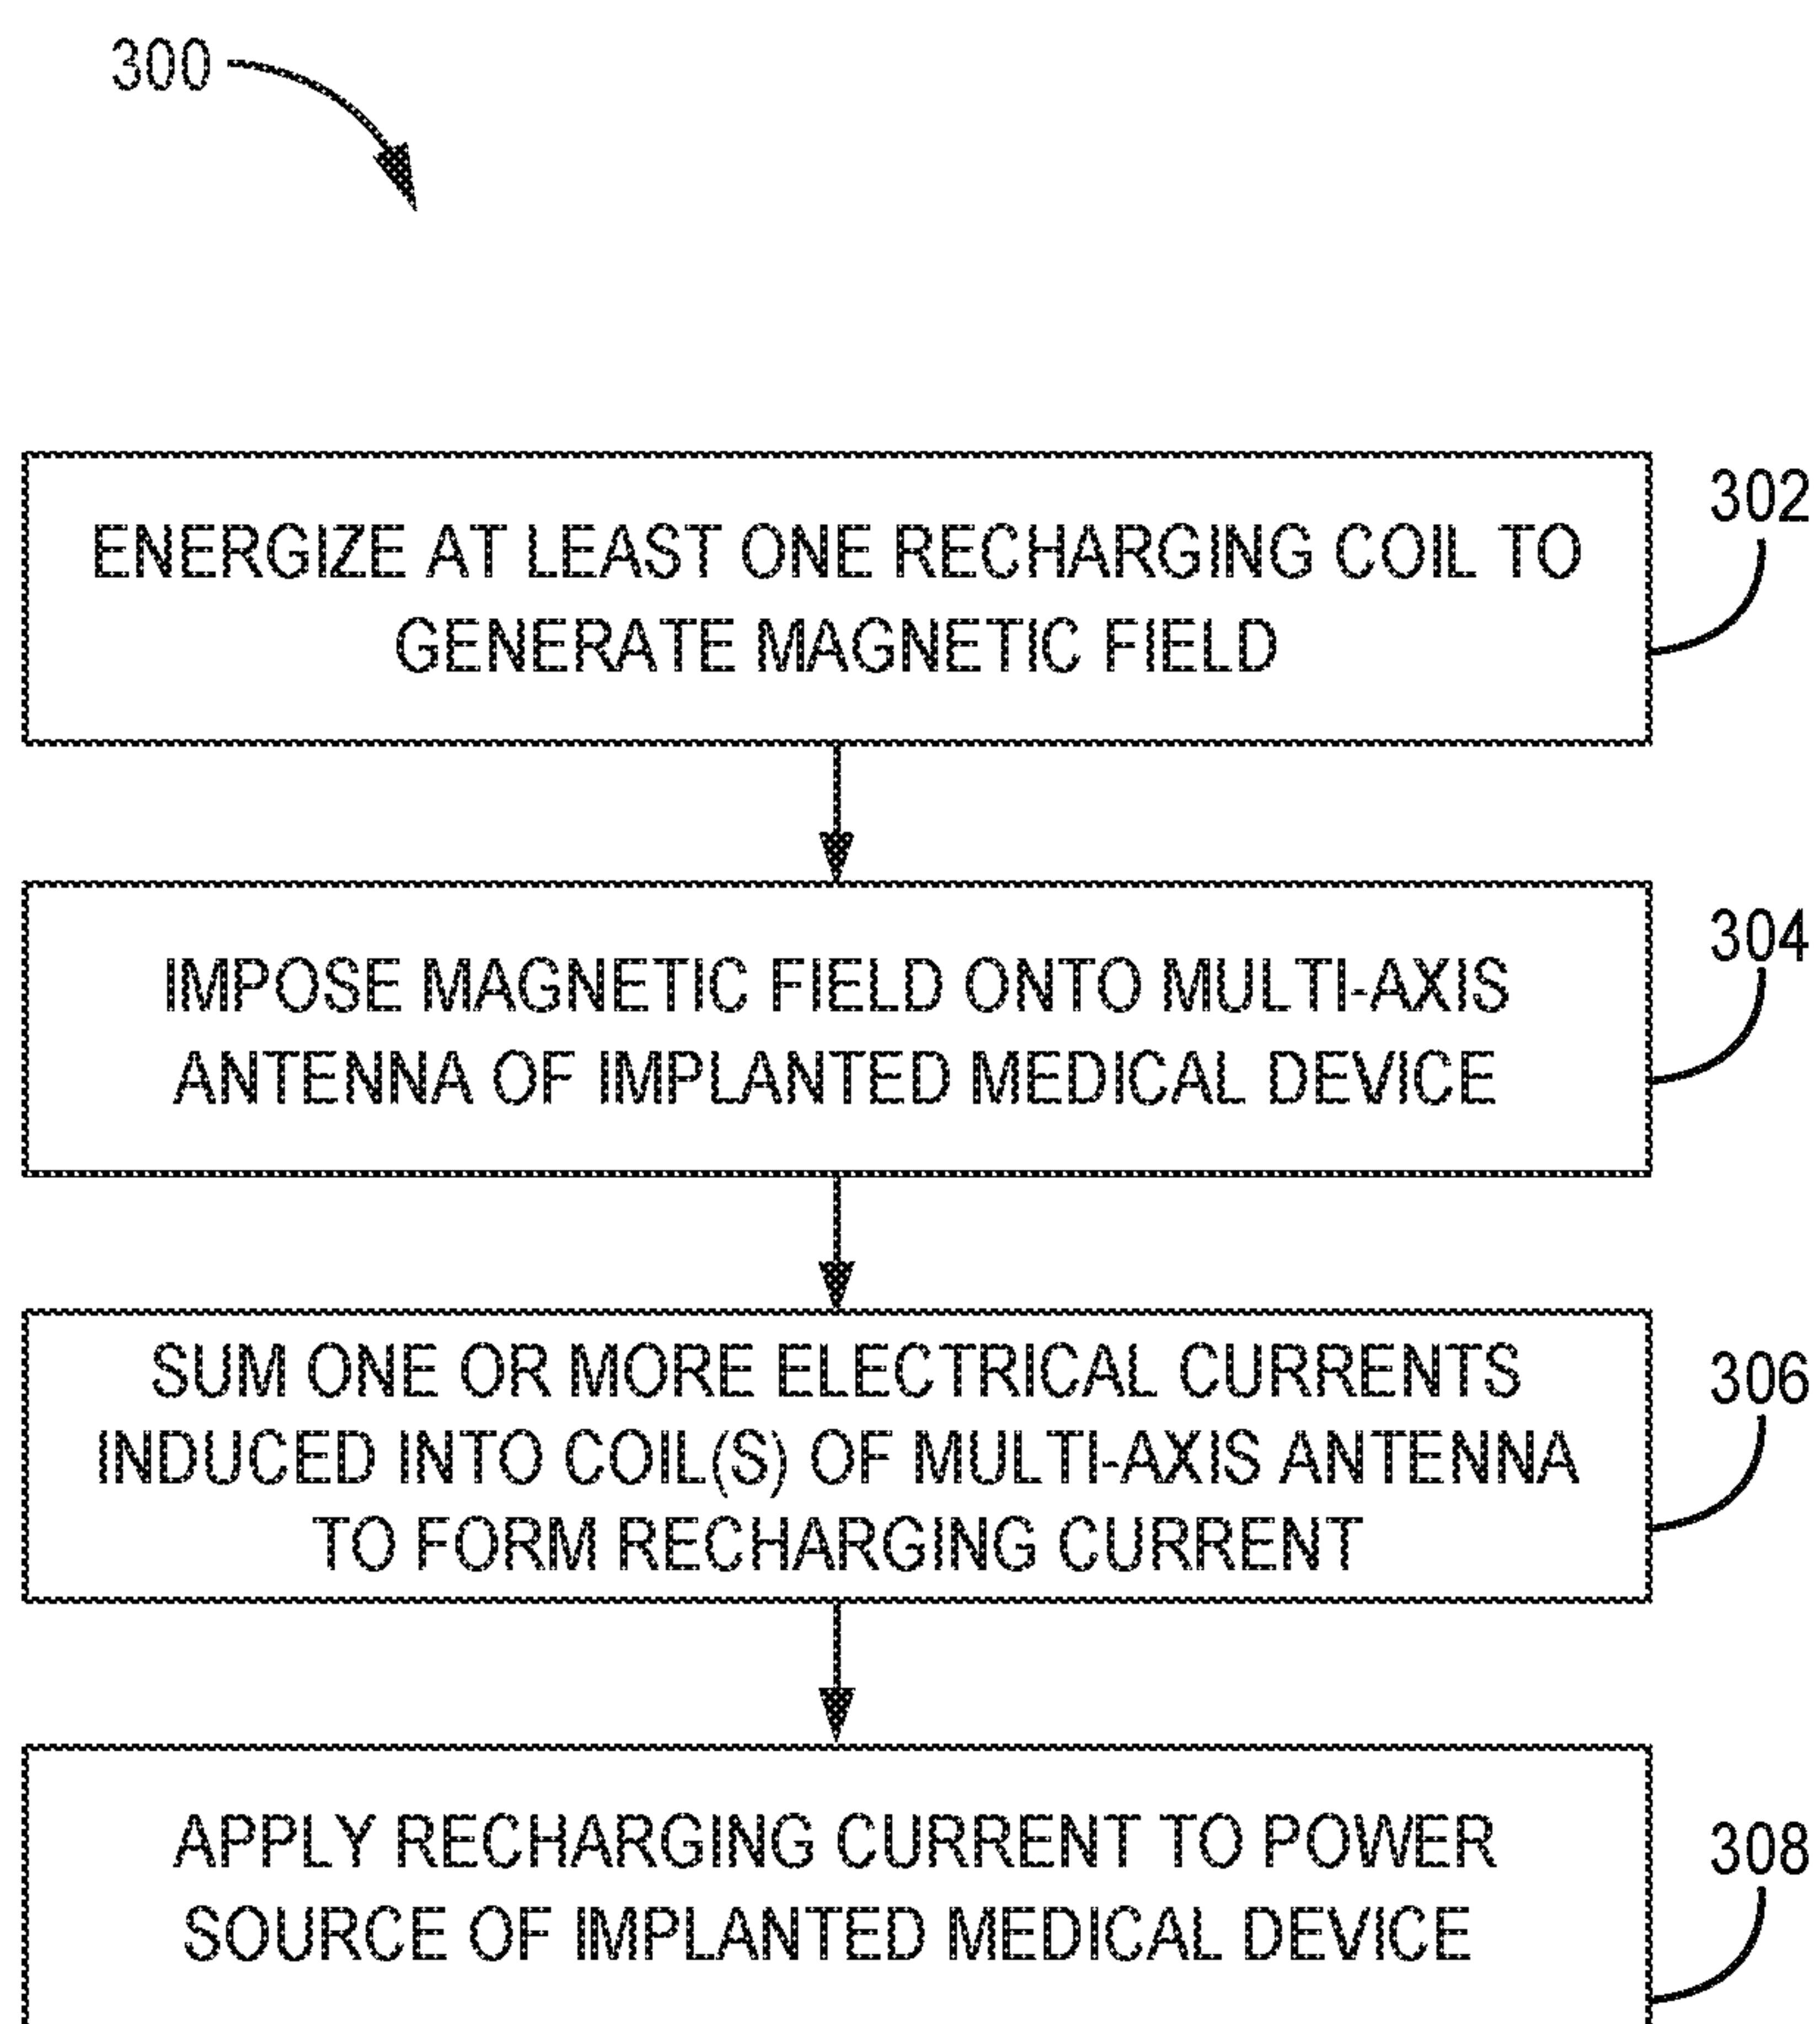 300
302
ENERGIZE AT LEAST ONE RECHARGING COIL TO
GENERATE MAGNETIC FIELD
304
IMPOSE MAGNETIC FIELD ONTO MULTI-AXIS
ANTENNA OF IMPLANTED MEDICAL DEVICE
306
SUM ONE OR MORE ELECTRICAL CURRENTS
INDUCED INTO COIL(S) OF MULTI-AXIS ANTENNA
TO FORM RECHARGING CURRENT
308
APPLY RECHARGING CURRENT TO POWER
SOURCE OF IMPLANTED MEDICAL DEVICE